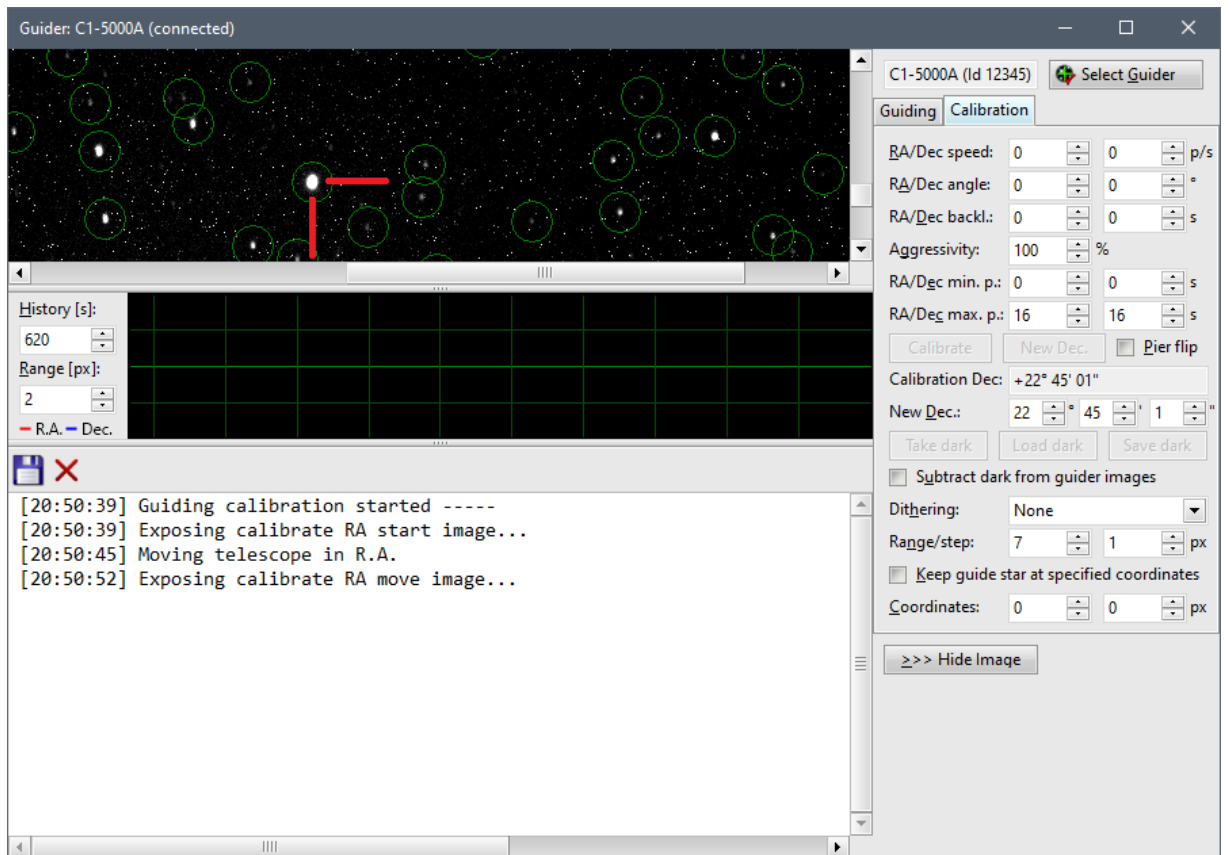 Guider: C1-5000A (connected)
C1-5000A (Id 12345) Select Guider
Guiding Calibration
RA/Dec speed: 0 0 p/s
RA/Dec angle: 0 0 °
RA/Dec backl.: 0 0 s
Aggressivity: 100 %
RA/Dec min. p.: 0 0 s
RA/Dec max. p.: 16 16 s
Calibrate New Dec. Pier flip
Calibration Dec: +22° 45' 01"
New Dec.: 22 ° 45 ' 1 "
Take dark Load dark Save dark
Subtract dark from guider images
Dithering: None
Range/step: 7 1 px
Keep guide star at specified coordinates
Coordinates: 0 0 px
>>> Hide Image
History [s]:
620
Range [px]:
2
R.A. Dec.
[20:50:39] Guiding calibration started -----
[20:50:39] Exposing calibrate RA start image...
[20:50:45] Moving telescope in R.A.
[20:50:52] Exposing calibrate RA move image...